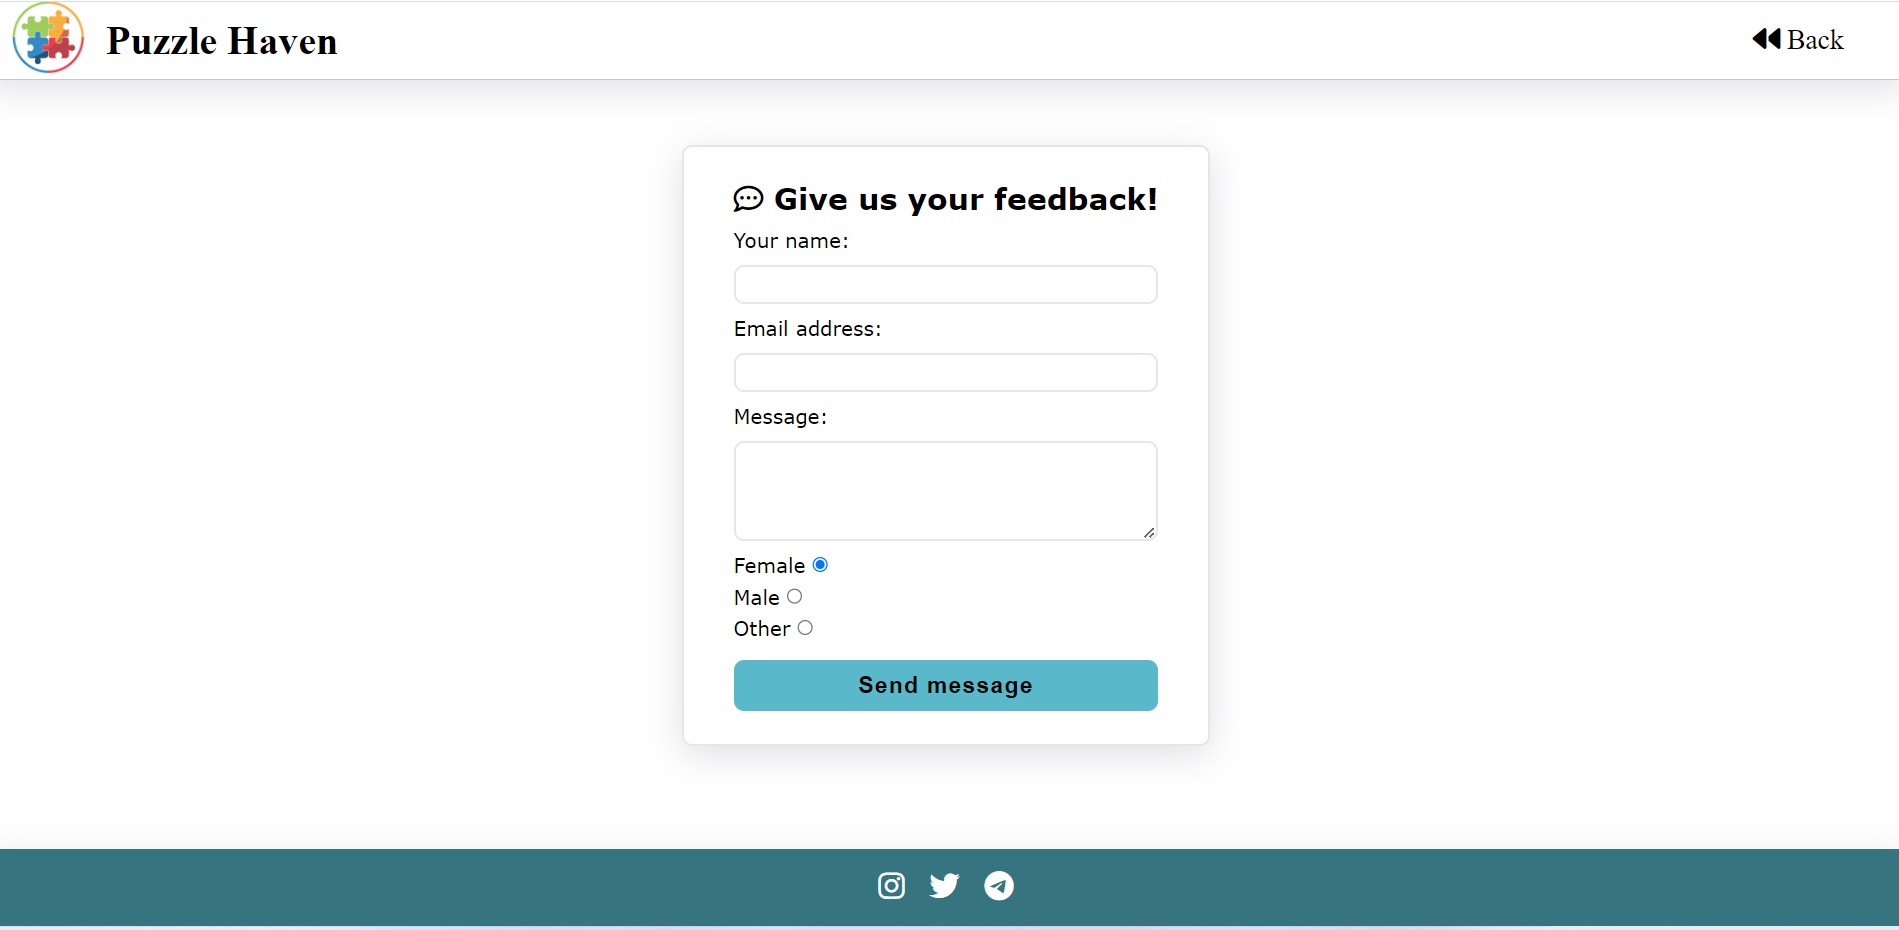 Puzzle Haven
Back
Give us your feedback!
Your name:
Email address:
Message:
Female
Male
Other
Send message